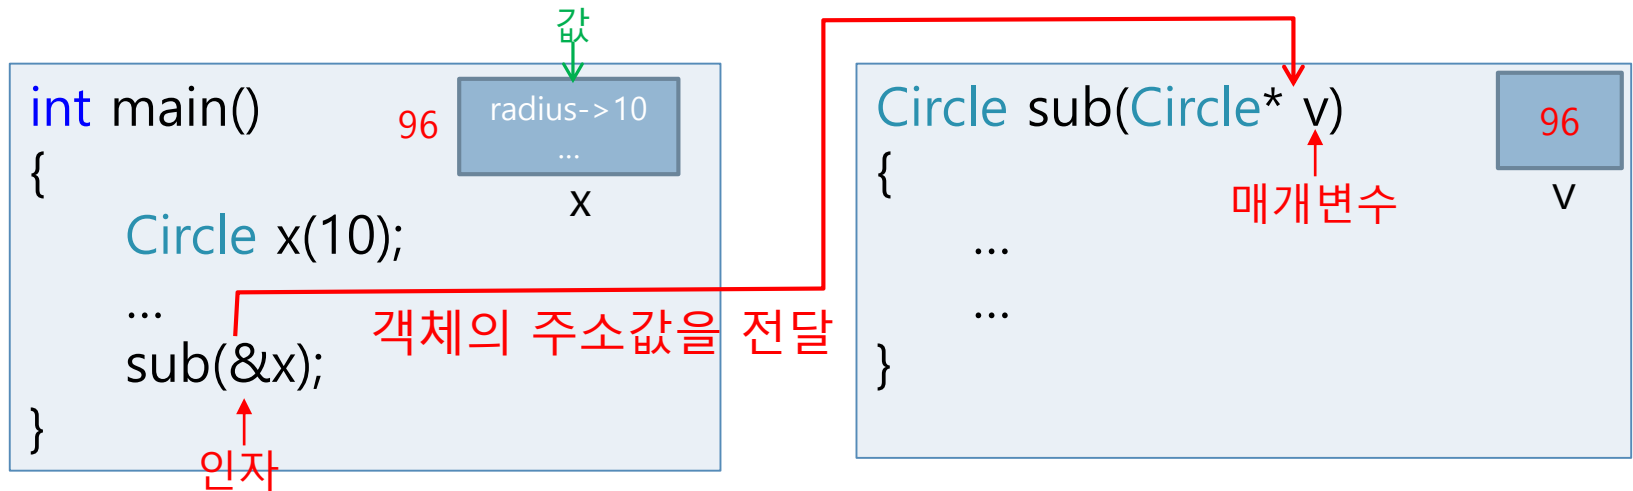 값
int main()
96
radius->10
...
x
{
Circle x(10);
...
객체의 주소값을 전달
sub(&x);
}
인자
Circle sub(Circle* v)
96
v
{
매개변수
...
...
}